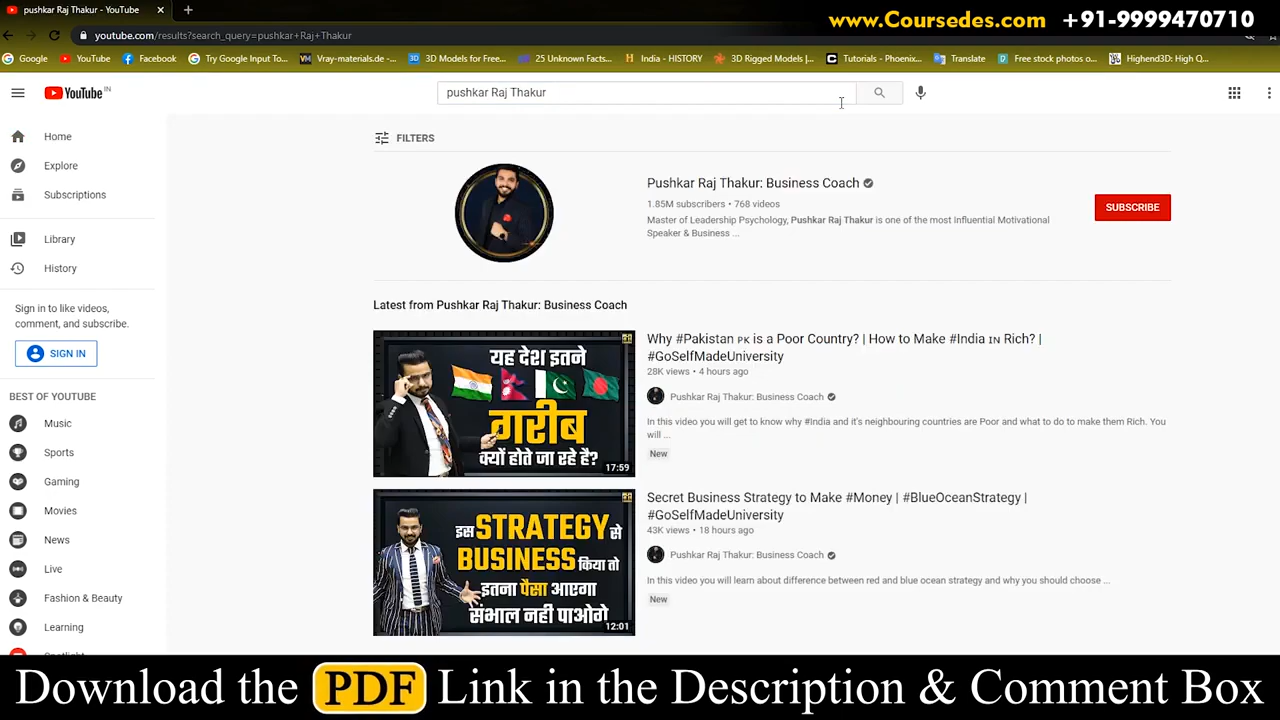 pushkar Raj Thakur - YouTube
www.Coursedes.com +91-9999470710
youtube.com/results?search_query=pushkar+Raj+Thakur
Google YouTube Facebook Try Google Input To... Vray-materials.de -... 3D Models for Free... 25 Unknown Facts... India - HISTORY 3D Rigged Models |... Tutorials - Phoenix... Translate Free stock photos o... Highend3D: High Q...
YouTube IN
pushkar Raj Thakur
FILTERS
Home
Explore
Subscriptions
Library
History
Sign in to like videos,
comment, and subscribe.
SIGN IN
BEST OF YOUTUBE
Music
Sports
Gaming
Movies
News
Live
Fashion & Beauty
Learning
Pushkar Raj Thakur: Business Coach
1.85M subscribers • 768 videos
Master of Leadership Psychology, Pushkar Raj Thakur is one of the most Influential Motivational
Speaker & Business ...
SUBSCRIBE
Latest from Pushkar Raj Thakur: Business Coach
यह देश इतने
गरीब
क्यों होते जा रहे है?
17:59
Why #Pakistan ᴘᴋ is a Poor Country? | How to Make #India ɪɴ Rich? |
#GoSelfMadeUniversity
28K views • 4 hours ago
Pushkar Raj Thakur: Business Coach
In this video you will get to know why #India and it's neighbouring countries are Poor and what to do to make them Rich. You
will ...
New
इस STRATEGY से
BUSINESS किया तो
इतना पैसा आएगा
संभाल नही पाओगे
12:01
Secret Business Strategy to Make #Money | #BlueOceanStrategy |
#GoSelfMadeUniversity
43K views • 18 hours ago
Pushkar Raj Thakur: Business Coach
In this video you will learn about difference between red and blue ocean strategy and why you should choose ...
New
Download the PDF Link in the Description & Comment Box